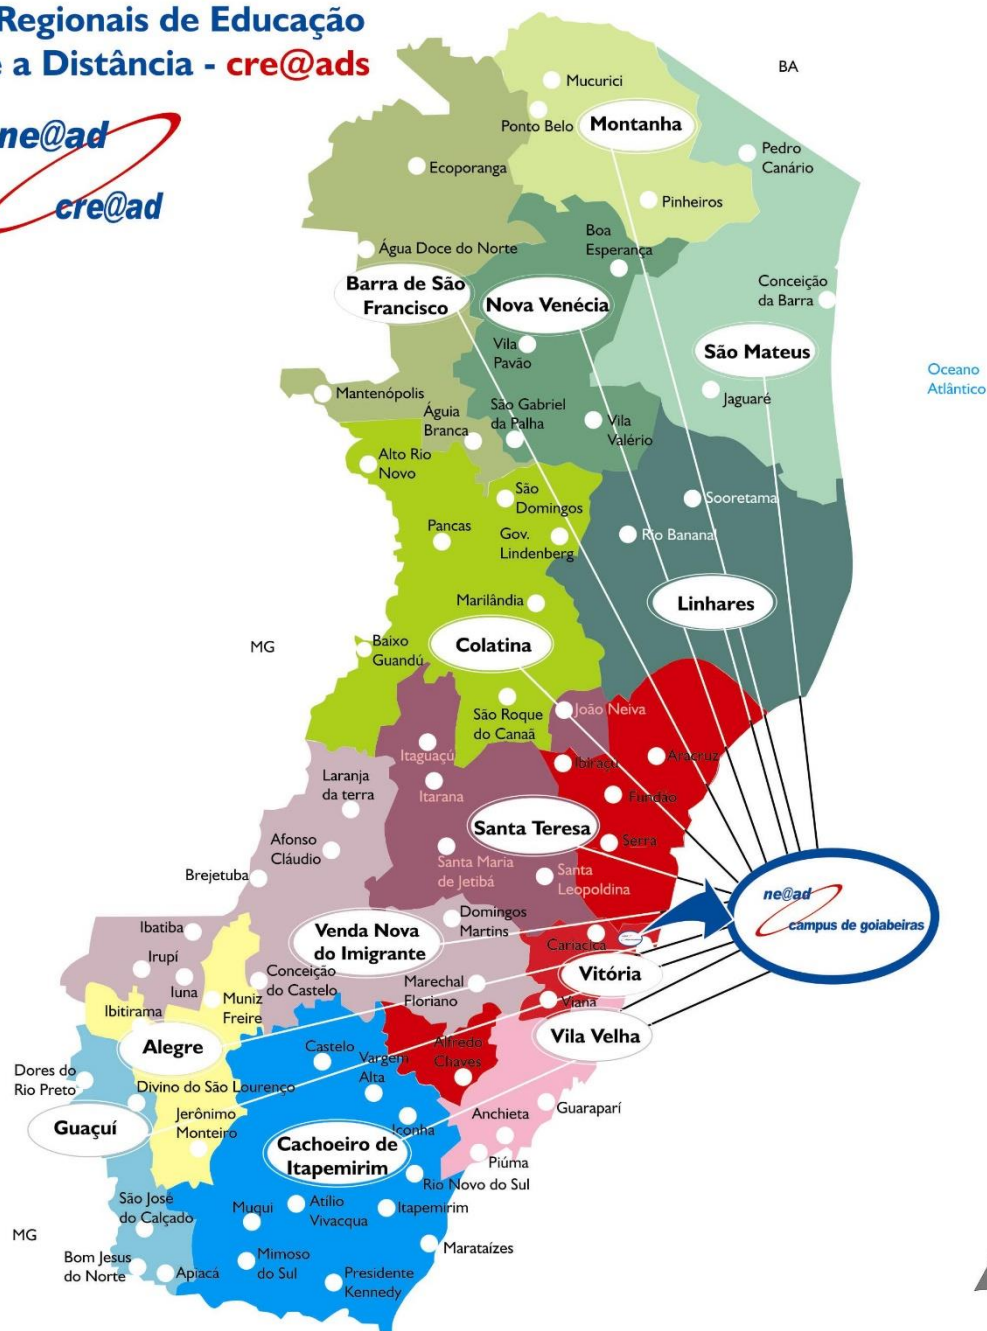 Regionais de Educação
e a Distância - cre@ads
ne@ad
cre@ad
BA
Mucurici
Ponto Belo
Montanha
Pedro
Canário
Ecoporanga
Pinheiros
Boa
Esperança
Água Doce do Norte
Barra de São
Francisco
Nova Venécia
Conceição
da Barra
Vila
Pavão
São Mateus
Oceano
Atlântico
Mantenópolis
Jaguaré
Águia
Branca
São Gabriel
da Palha
Vila
Valério
Alto Rio
Novo
São
Domingos
Sooretama
Pancas
Gov.
Lindenberg
Rio Bananal
Marilândia
Linhares
MG
Baixo
Guandú
Colatina
São Roque
do Canaã
João Neiva
Itaguaçú
Itarana
Ibiraçú
Aracruz
Laranja
da terra
Fundão
Afonso
Cláudio
Santa Teresa
Serra
Brejetuba
Santa Maria
de Jetibá
Santa
Leopoldina
ne@ad
campus de goiabeiras
Ibatiba
Venda Nova
do Imigrante
Domingos
Martins
Cariacica
Irupí
Iuna
Conceição
do Castelo
Marechal
Floriano
Vitória
Viana
Ibitirama
Muniz
Freire
Alegre
Vila Velha
Castelo
Vargem
Alta
Alfredo
Chaves
Dores do
Rio Preto
Divino do São Lourenço
Guaçuí
Jerônimo
Monteiro
Iconha
Anchieta
Guaraparí
Cachoeiro de
Itapemirim
Piúma
Rio Novo do Sul
São José
do Calçado
Muqui
Atílio
Vivacqua
Itapemirim
MG
Bom Jesus
do Norte
Apiacá
Mimoso
do Sul
Presidente
Kennedy
Marataízes